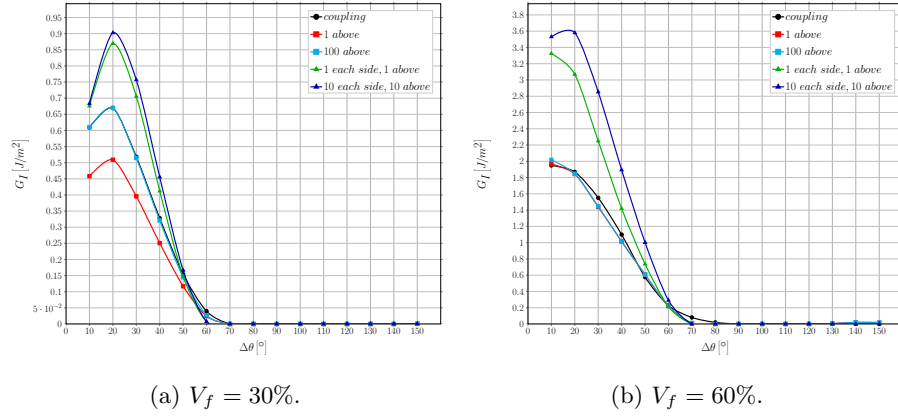 0.95
0.9
0.85
0.8
0.75
0.7
0.65
0.6
0.55
0.5
0.45
0.4
0.35
0.3
0.25
0.2
0.15
0.1
5 · 10⁻²
0
G_I [J/m²]
10 20 30 40 50 60 70 80 90 100 110 120 130 140 150
Δθ [°]
coupling
1 above
100 above
1 each side, 1 above
10 each side, 10 above
(a) V_f = 30%.
3.8
3.6
3.4
3.2
3
2.8
2.6
2.4
2.2
2
1.8
1.6
1.4
1.2
1
0.8
0.6
0.4
0.2
0
G_I [J/m²]
10 20 30 40 50 60 70 80 90 100 110 120 130 140 150
Δθ [°]
coupling
1 above
100 above
1 each side, 1 above
10 each side, 10 above
(b) V_f = 60%.